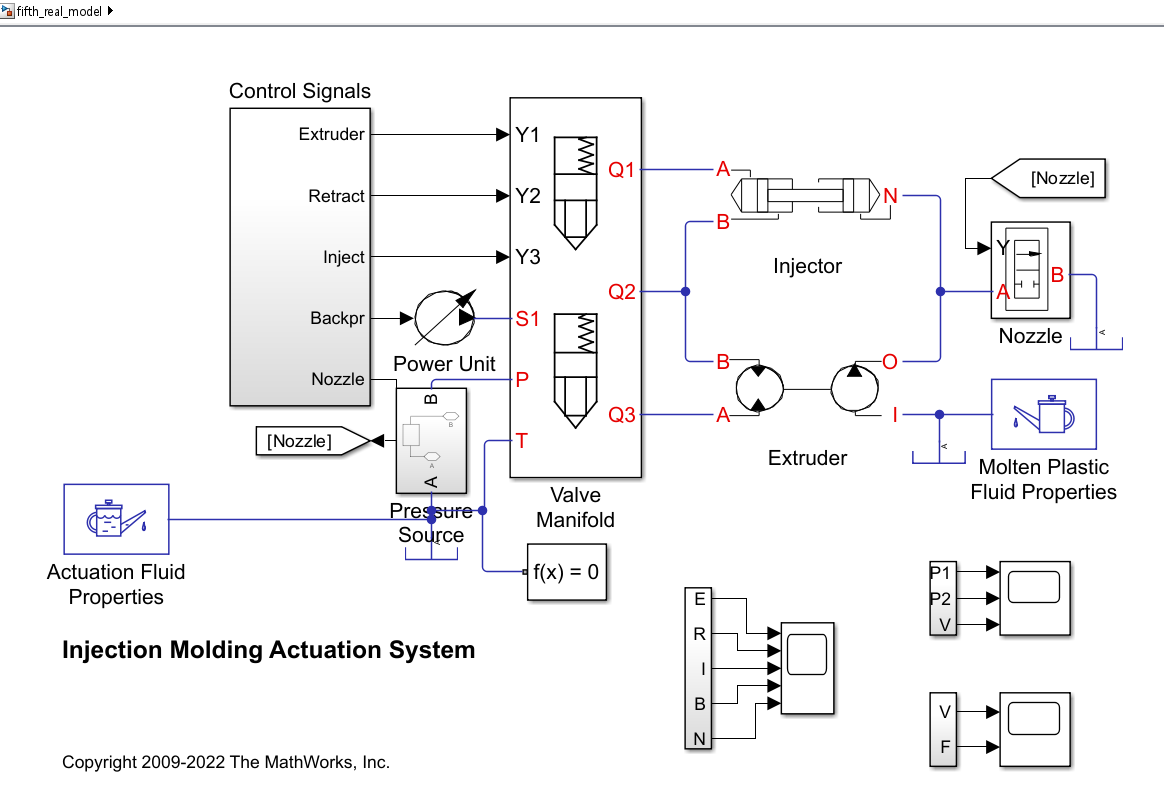 fifth_real_model
Control Signals
Extruder
Retract
Inject
Backpr
Nozzle
Y1
Y2
Y3
S1
P
T
Q1
Q2
Q3
Power Unit
B
B
A
A
Pressure
Source
[Nozzle]
A
Valve
Manifold
f(x) = 0
Actuation Fluid
Properties
A
B
N
Injector
B
A
O
I
Extruder
[Nozzle]
Y
A
B
Nozzle
A
A
Molten Plastic
Fluid Properties
Injection Molding Actuation System
E
R
I
B
N
P1
P2
V
V
F
Copyright 2009-2022 The MathWorks, Inc.